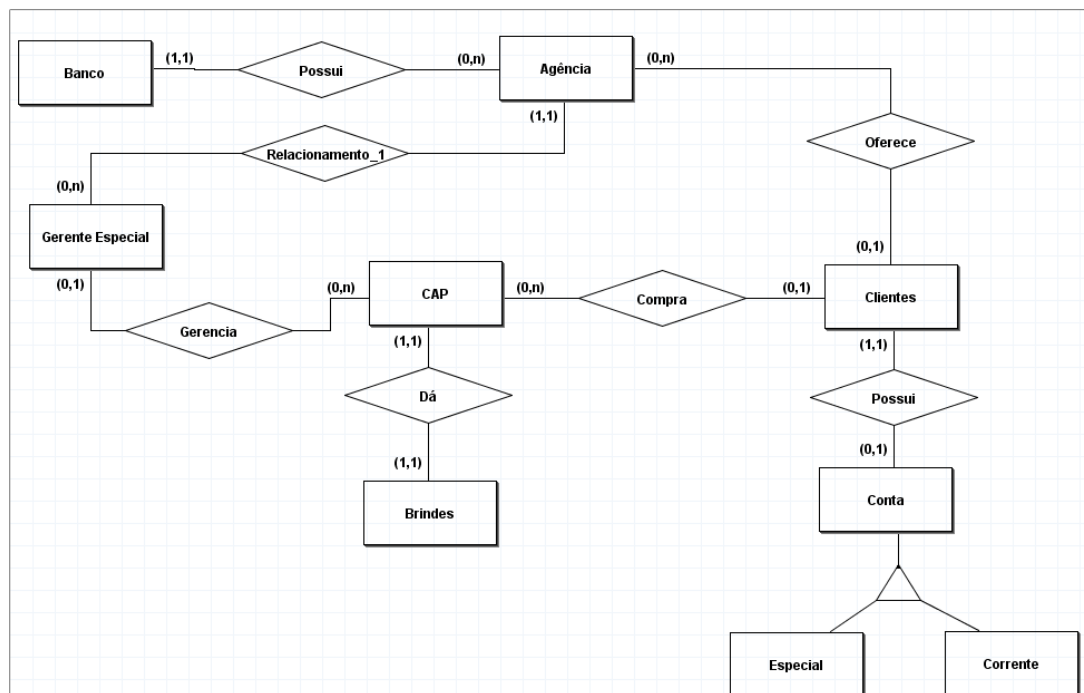 Banco
(1,1)
Possui
(0,n)
Agência
(0,n)
(1,1)
Oferece
Relacionamento_1
(0,n)
Gerente Especial
(0,1)
(0,1)
Gerencia
(0,n)
CAP
(0,n)
Compra
(0,1)
Clientes
(1,1)
(1,1)
Dá
Possui
(1,1)
(0,1)
Brindes
Conta
Especial
Corrente